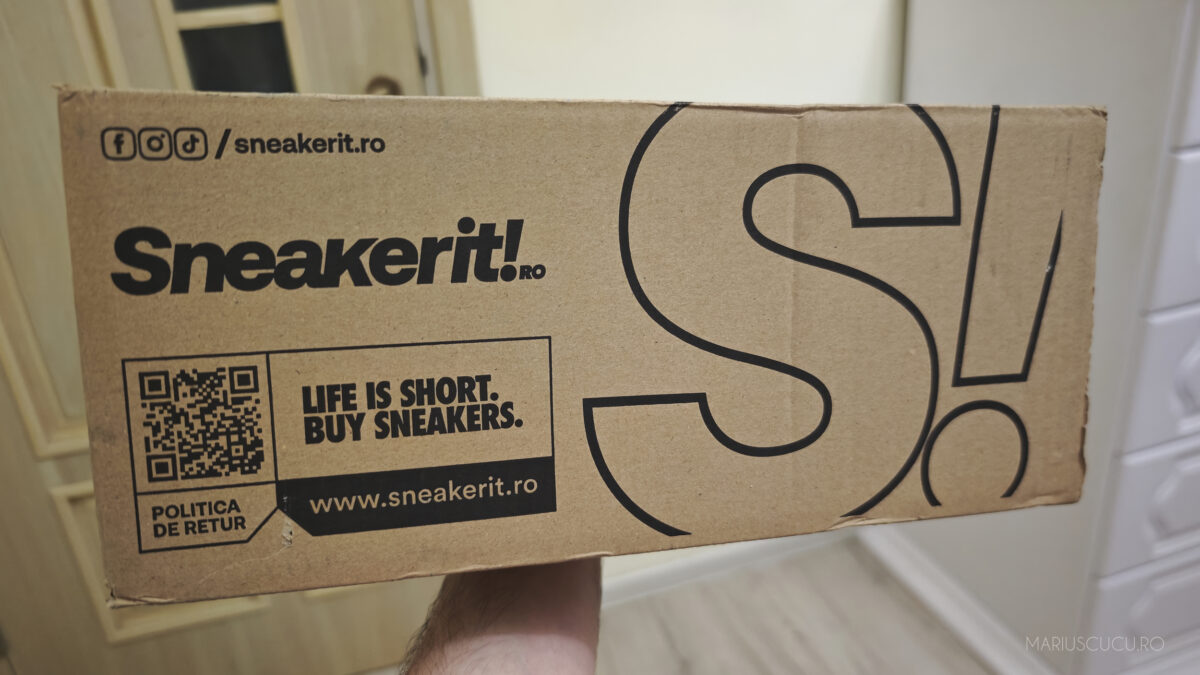 /sneakerit.ro
Sneakerit!
RO
S!
LIFE IS SHORT.
BUY SNEAKERS.
www.sneakerit.ro
POLITICA
DE RETUR
MARIUSCUCU.RO